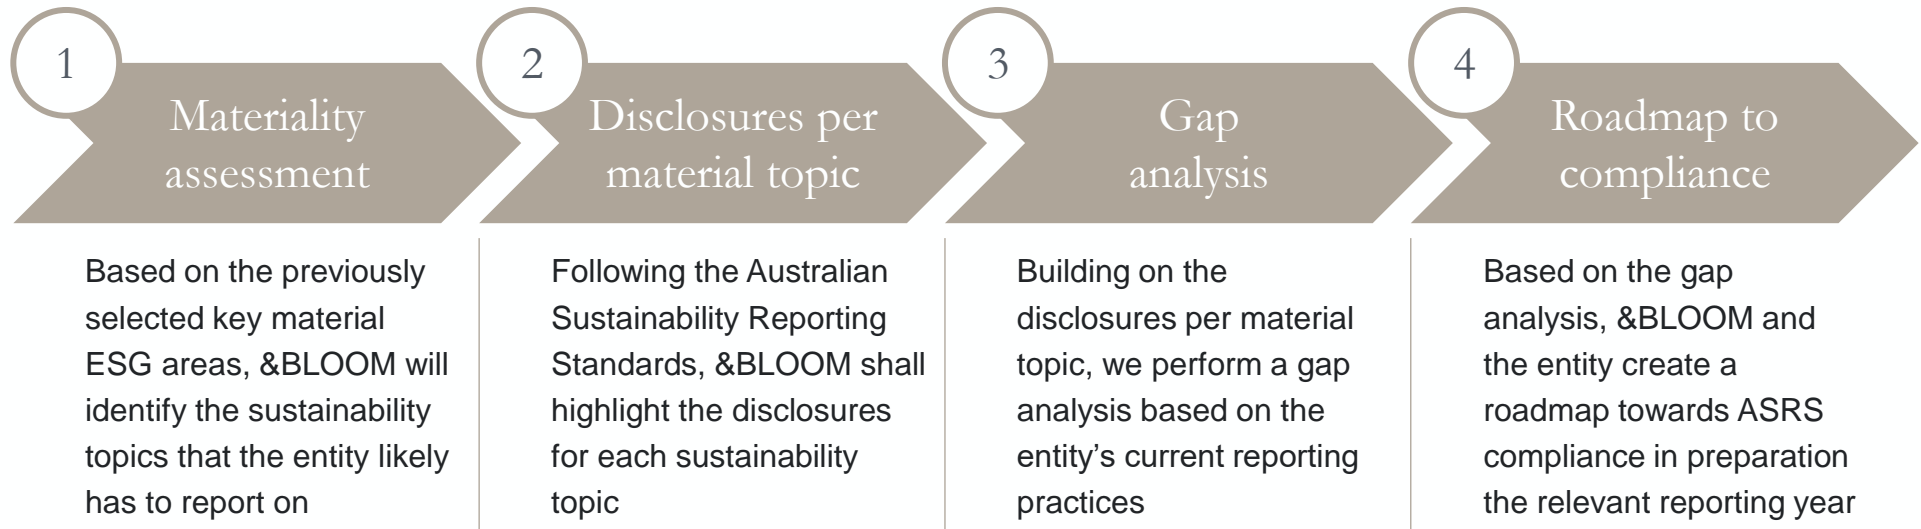 1
Materiality
assessment
Based on the previously
selected key material
ESG areas, &BLOOM will
identify the sustainability
topics that the entity likely
has to report on
2
Disclosures per
material topic
Following the Australian
Sustainability Reporting
Standards, &BLOOM shall
highlight the disclosures
for each sustainability
topic
3
Gap
analysis
Building on the
disclosures per material
topic, we perform a gap
analysis based on the
entity’s current reporting
practices
4
Roadmap to
compliance
Based on the gap
analysis, &BLOOM and
the entity create a
roadmap towards ASRS
compliance in preparation
the relevant reporting year